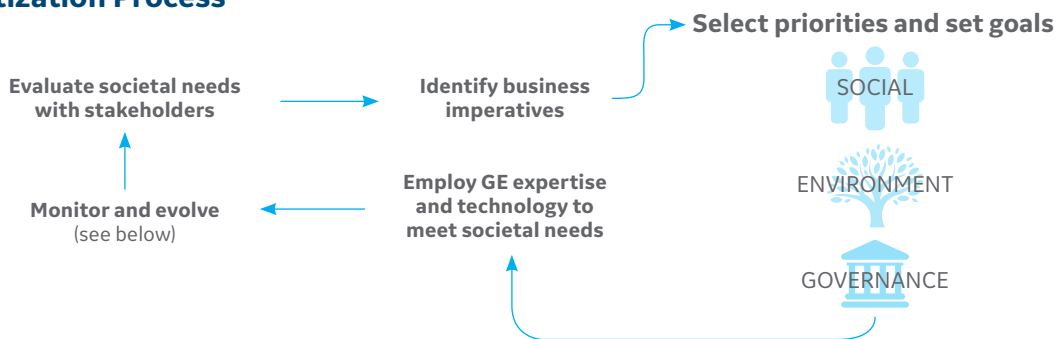 Process
Select priorities and set goals
Evaluate societal needs
with stakeholders
Identify business
imperatives
SOCIAL
ENVIRONMENT
GOVERNANCE
Employ GE expertise
and technology to
meet societal needs
Monitor and evolve
(see below)